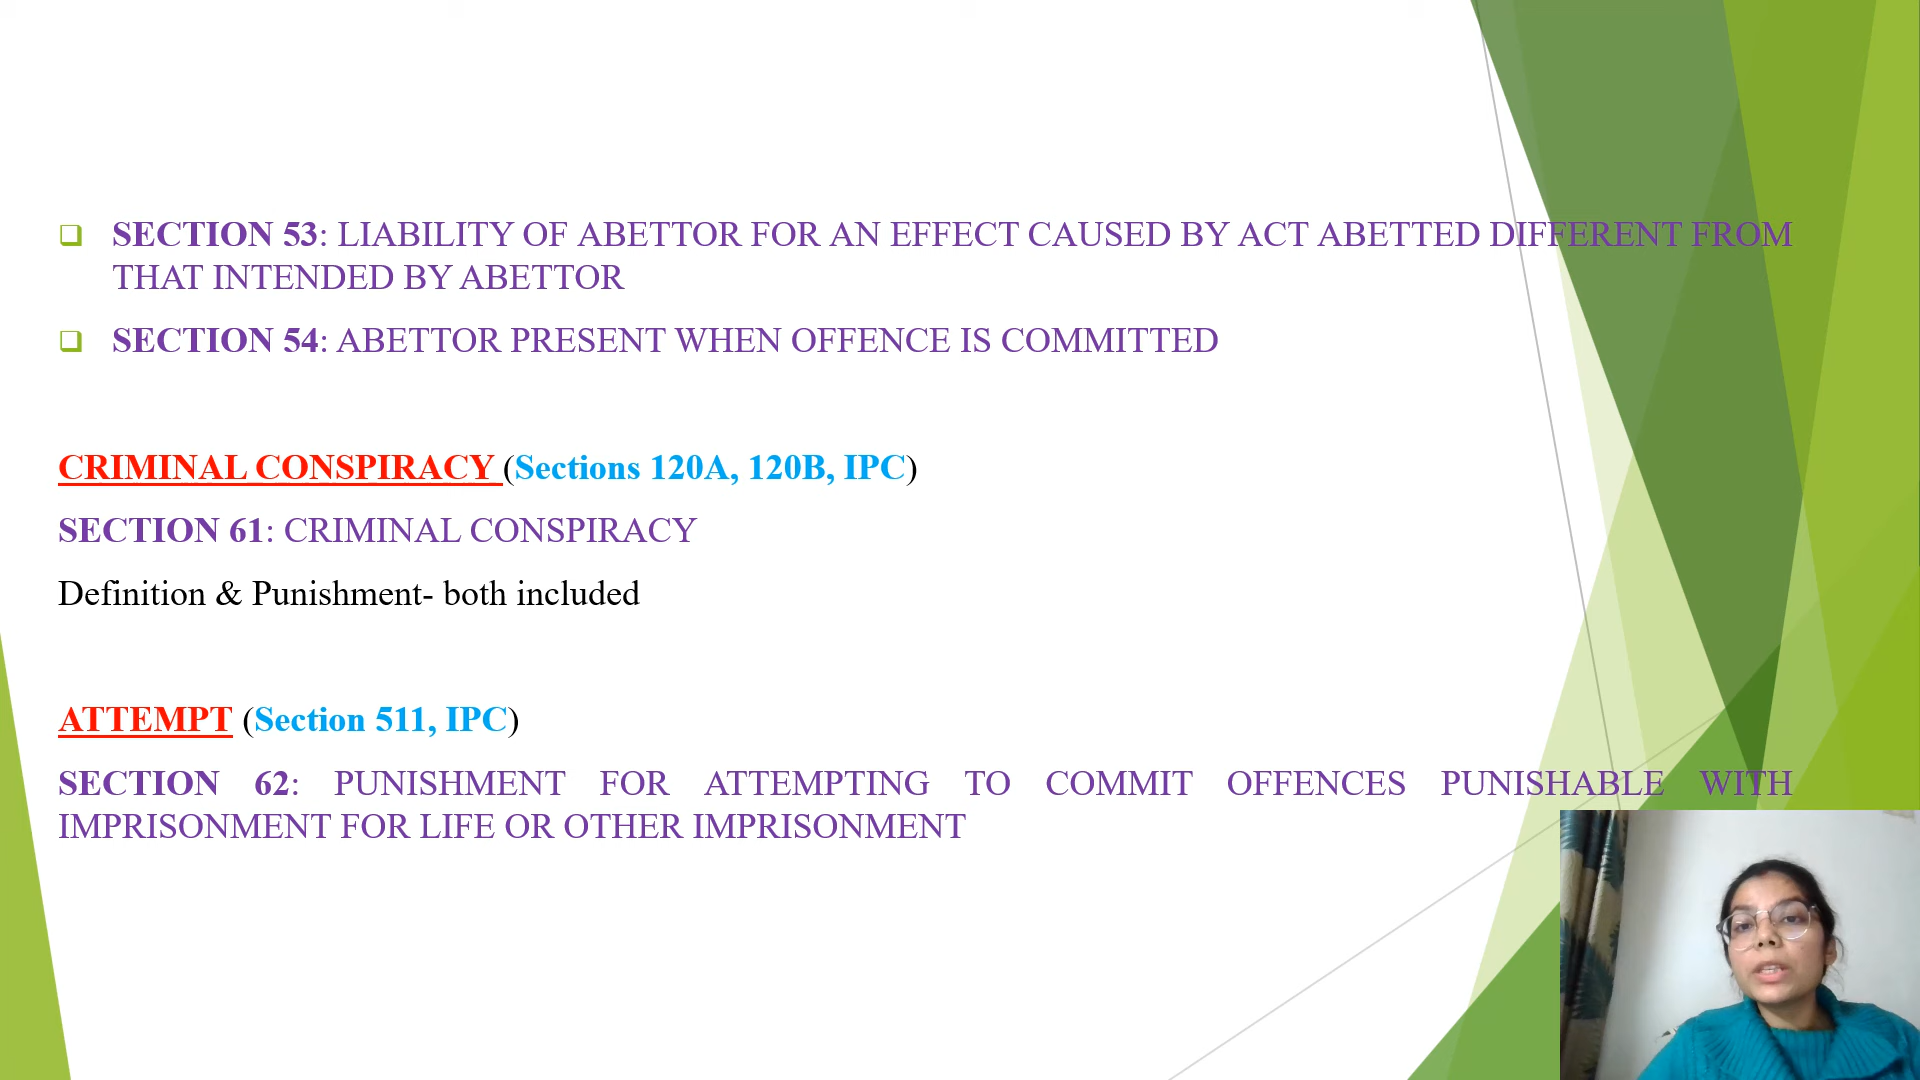 SECTION 53: LIABILITY OF ABETTOR FOR AN EFFECT CAUSED BY ACT ABETTED DIFFERENT FROM
THAT INTENDED BY ABETTOR
SECTION 54: ABETTOR PRESENT WHEN OFFENCE IS COMMITTED
CRIMINAL CONSPIRACY (Sections 120A, 120B, IPC)
SECTION 61: CRIMINAL CONSPIRACY
Definition & Punishment- both included
ATTEMPT (Section 511, IPC)
SECTION 62: PUNISHMENT FOR ATTEMPTING TO COMMIT OFFENCES PUNISHABLE WITH
IMPRISONMENT FOR LIFE OR OTHER IMPRISONMENT